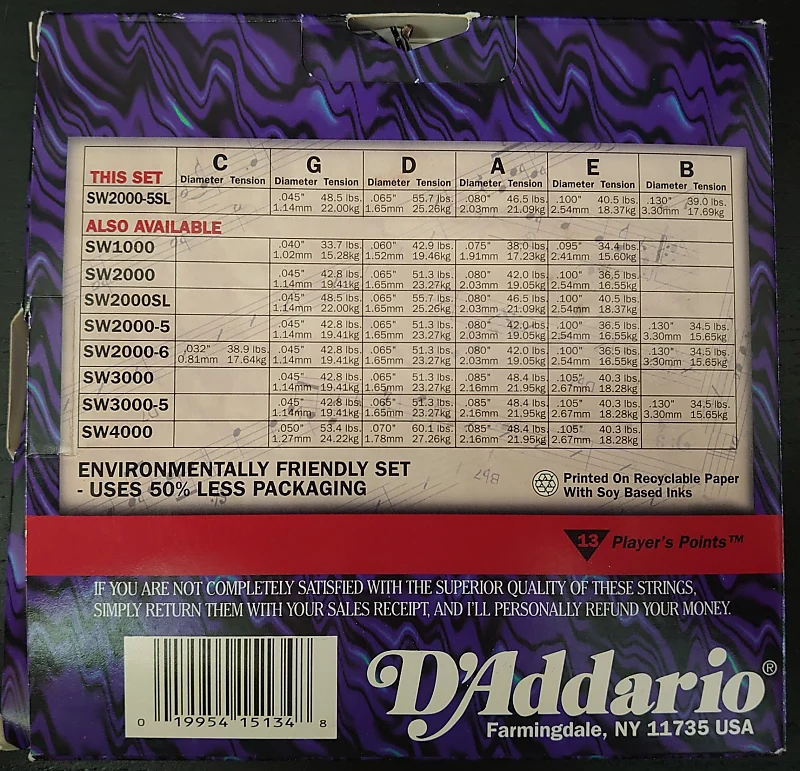 C G D A E B
THIS SET Diameter Tension Diameter Tension Diameter Tension Diameter Tension Diameter Tension Diameter Tension
SW2000-5SL .045" 48.5 lbs. .065" 55.7 lbs. .080" 46.5 lbs. .100" 40.5 lbs. .130" 39.0 lbs.
1.14mm 22.00kg 1.65mm 25.26kg 2.03mm 21.09kg 2.54mm 18.37kg 3.30mm 17.69kg
ALSO AVAILABLE
SW1000 .040" 33.7 lbs. .060" 42.9 lbs. .075" 38.0 lbs. .095" 34.4 lbs.
1.02mm 15.28kg 1.52mm 19.46kg 1.91mm 17.23kg 2.41mm 15.60kg
SW2000 .045" 42.8 lbs. .065" 51.3 lbs. .080" 42.0 lbs. .100" 36.5 lbs.
1.14mm 19.41kg 1.65mm 23.27kg 2.03mm 19.05kg 2.54mm 16.55kg
SW2000SL .045" 48.5 lbs. .065" 55.7 lbs. .080" 46.5 lbs. .100" 40.5 lbs.
1.14mm 22.00kg 1.65mm 25.26kg 2.03mm 21.09kg 2.54mm 18.37kg
SW2000-5 .045" 42.8 lbs. .065" 51.3 lbs. .080" 42.0 lbs. .100" 36.5 lbs. .130" 34.5 lbs.
1.14mm 19.41kg 1.65mm 23.27kg 2.03mm 19.05kg 2.54mm 16.55kg 3.30mm 15.65kg
SW2000-6 .032" 38.9 lbs. .045" 42.8 lbs. .065" 51.3 lbs. .080" 42.0 lbs. .100" 36.5 lbs. .130" 34.5 lbs.
0.81mm 17.64kg 1.14mm 19.41kg 1.65mm 23.27kg 2.03mm 19.05kg 2.54mm 16.55kg 3.30mm 15.65kg
SW3000 .045" 42.8 lbs. .065" 51.3 lbs. .085" 48.4 lbs. .105" 40.3 lbs.
1.14mm 19.41kg 1.65mm 23.27kg 2.16mm 21.95kg 2.67mm 18.28kg
SW3000-5 .045" 42.8 lbs. .065" 51.3 lbs. .085" 48.4 lbs. .105" 40.3 lbs. .130" 34.5 lbs.
1.14mm 19.41kg 1.65mm 23.27kg 2.16mm 21.95kg 2.67mm 18.28kg 3.30mm 15.65kg
SW4000 .050" 53.4 lbs. .070" 60.1 lbs. .085" 48.4 lbs. .105" 40.3 lbs.
1.27mm 24.22kg 1.78mm 27.26kg 2.16mm 21.95kg 2.67mm 18.28kg
ENVIRONMENTALLY FRIENDLY SET
- USES 50% LESS PACKAGING
Printed On Recyclable Paper
With Soy Based Inks
13 Player's Points™
IF YOU ARE NOT COMPLETELY SATISFIED WITH THE SUPERIOR QUALITY OF THESE STRINGS,
SIMPLY RETURN THEM WITH YOUR SALES RECEIPT, AND I'LL PERSONALLY REFUND YOUR MONEY.
0 19954 15134 8
D'Addario®
Farmingdale, NY 11735 USA